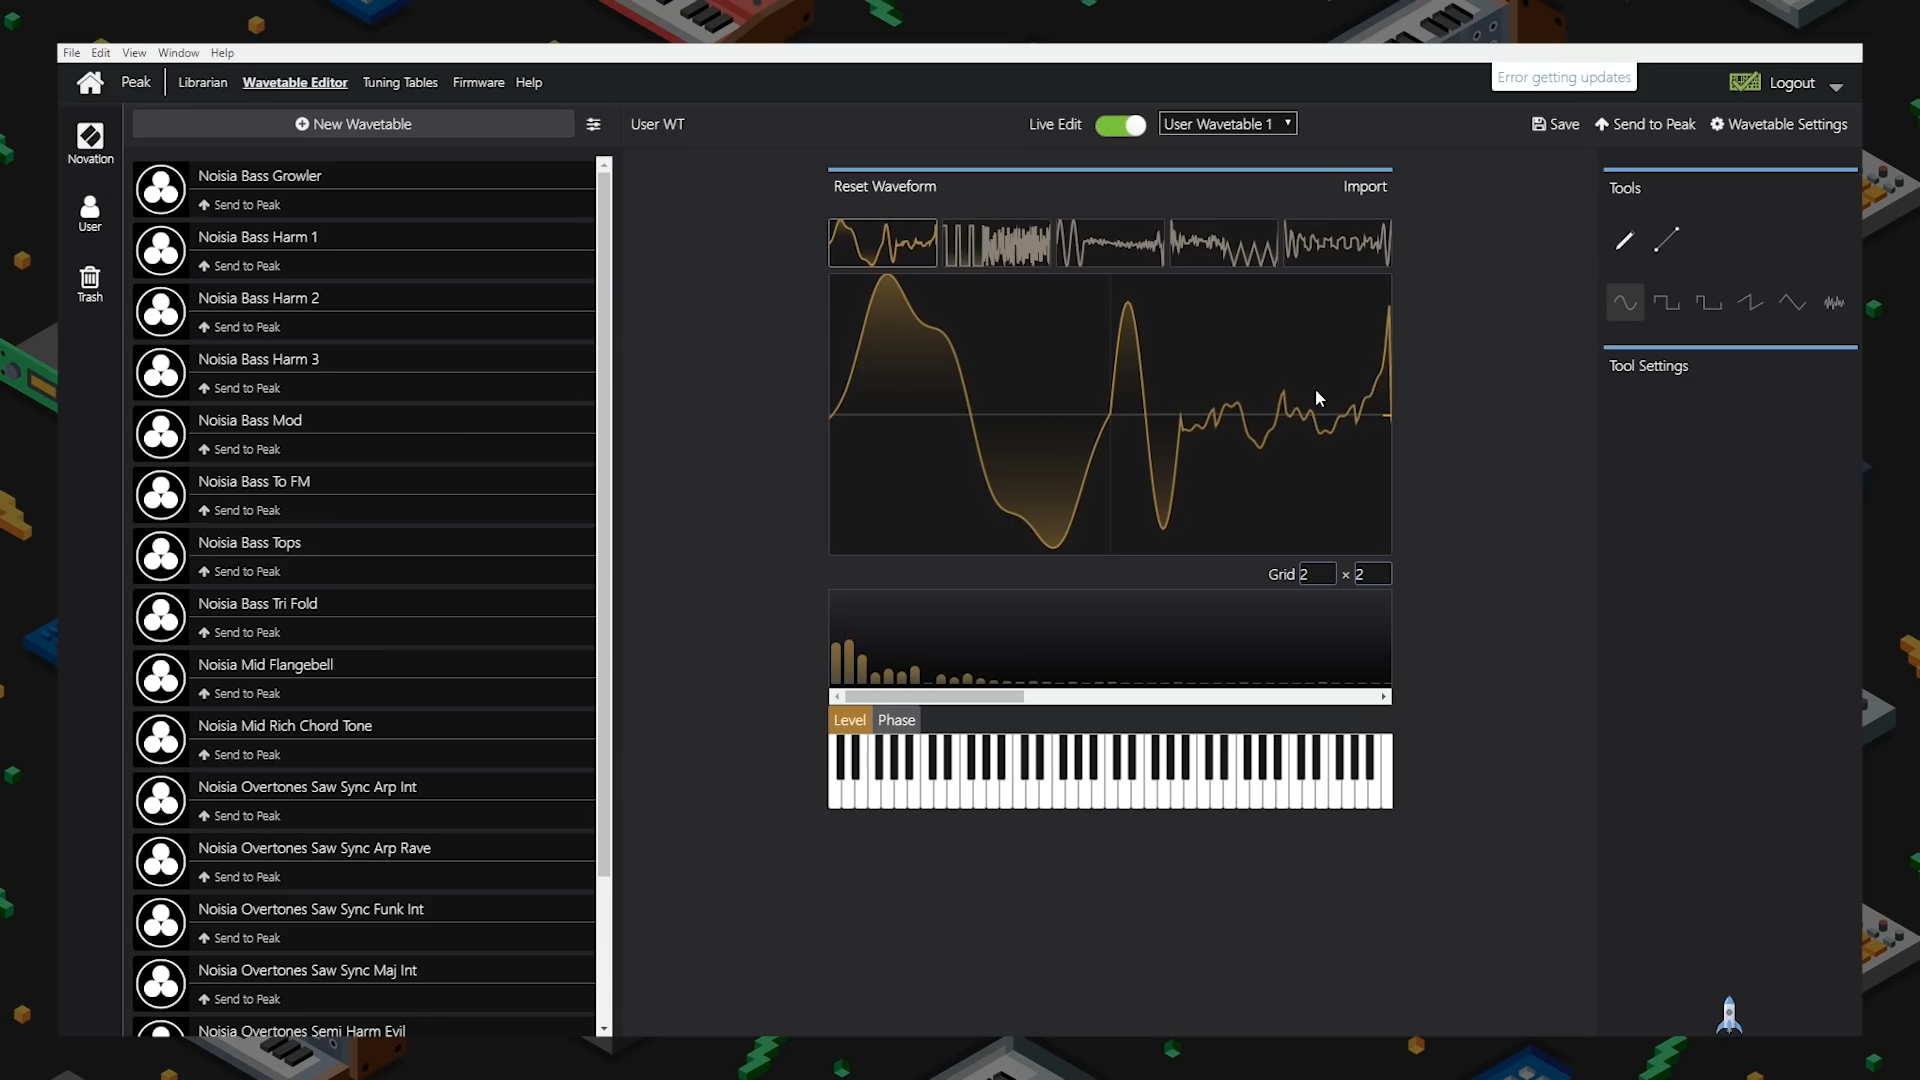 File Edit View Window Help
Peak Librarian Wavetable Editor Tuning Tables Firmware Help Error getting updates Logout
New Wavetable User WT Live Edit User Wavetable 1 Save Send to Peak Wavetable Settings
Novation
User
Trash
Noisia Bass Growler
Send to Peak
Noisia Bass Harm 1
Send to Peak
Noisia Bass Harm 2
Send to Peak
Noisia Bass Harm 3
Send to Peak
Noisia Bass Mod
Send to Peak
Noisia Bass To FM
Send to Peak
Noisia Bass Tops
Send to Peak
Noisia Bass Tri Fold
Send to Peak
Noisia Mid Flangebell
Send to Peak
Noisia Mid Rich Chord Tone
Send to Peak
Noisia Overtones Saw Sync Arp Int
Send to Peak
Noisia Overtones Saw Sync Arp Rave
Send to Peak
Noisia Overtones Saw Sync Funk Int
Send to Peak
Noisia Overtones Saw Sync Maj Int
Send to Peak
Noisia Overtones Semi Harm Evil
Reset Waveform Import
Grid 2 × 2
Level Phase
Tools
Tool Settings